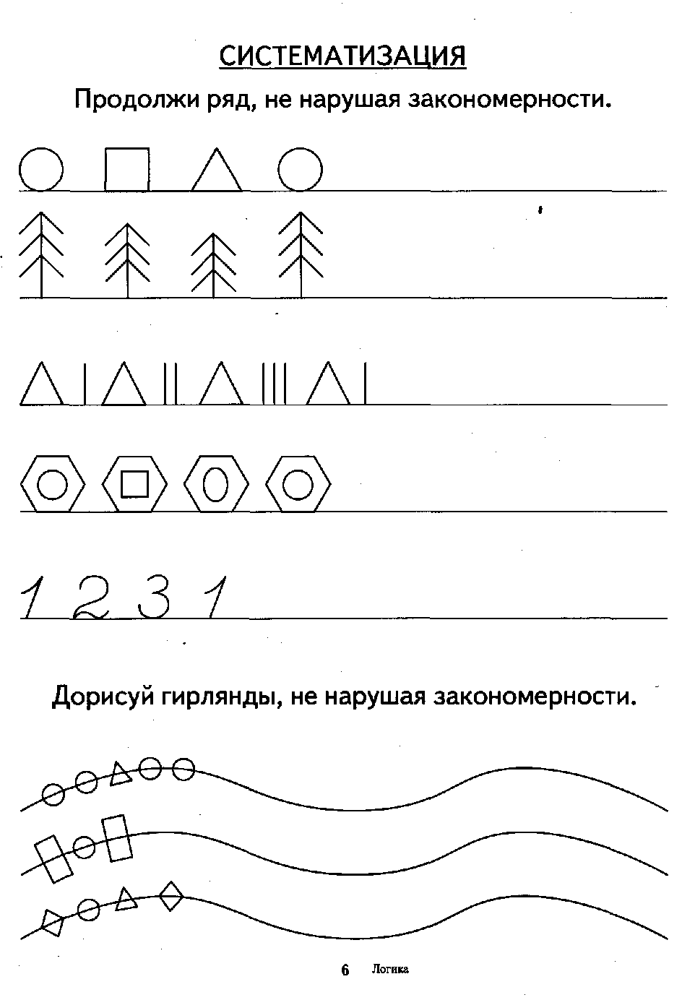 СИСТЕМАТИЗАЦИЯ
Продолжи ряд, не нарушая закономерности.
1 2 3 1
Дорисуй гирлянды, не нарушая закономерности.
6 Логика